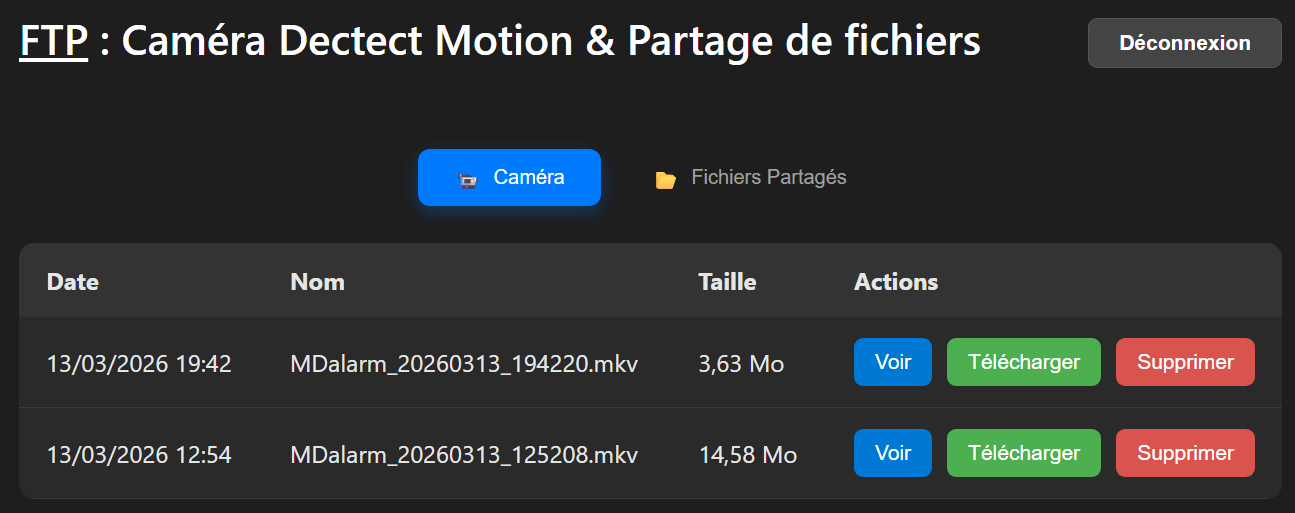 FTP : Caméra Dectect Motion & Partage de fichiers Déconnexion
Caméra Fichiers Partagés
Date Nom Taille Actions
13/03/2026 19:42 MDalarm_20260313_194220.mkv 3,63 Mo Voir Télécharger Supprimer
13/03/2026 12:54 MDalarm_20260313_125208.mkv 14,58 Mo Voir Télécharger Supprimer